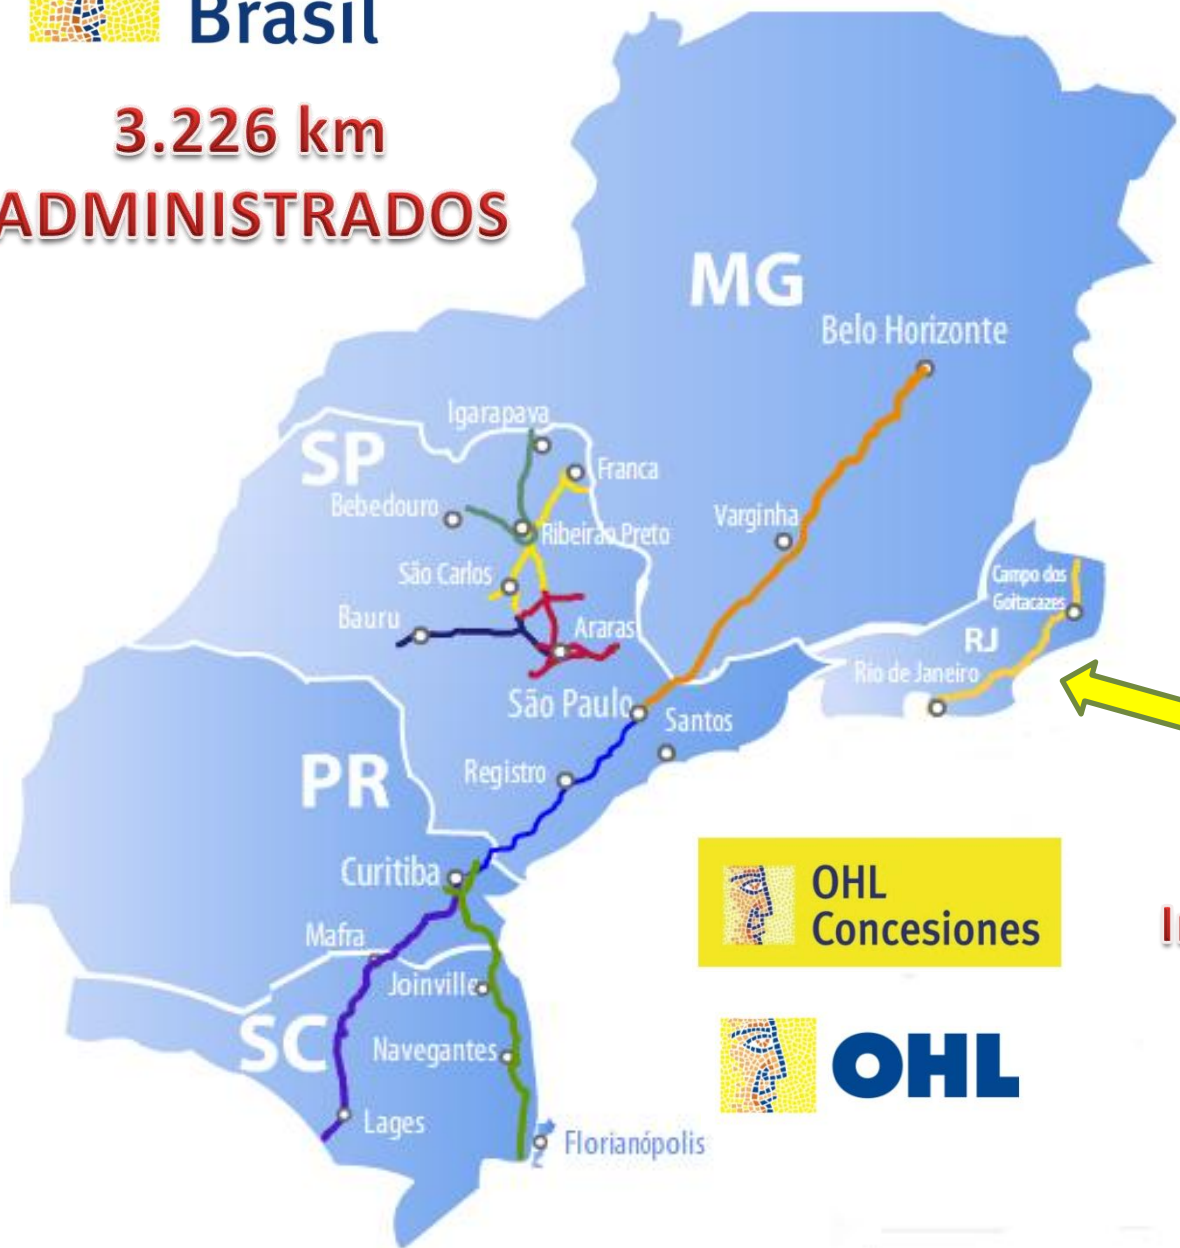 Brasil
3.226 km
ADMINISTRADOS
MG
Belo Horizonte
Igarapava
SP
Franca
Bebedouro
Varginha
Ribeirão Preto
São Carlos
Campo dos
Goitacazes
Bauru
Araras
RJ
Rio de Janeiro
São Paulo
Santos
PR
Registro
Curitiba
OHL
Concesiones
Mafra
Joinville
SC
Navegantes
OHL
Lages
Florianópolis